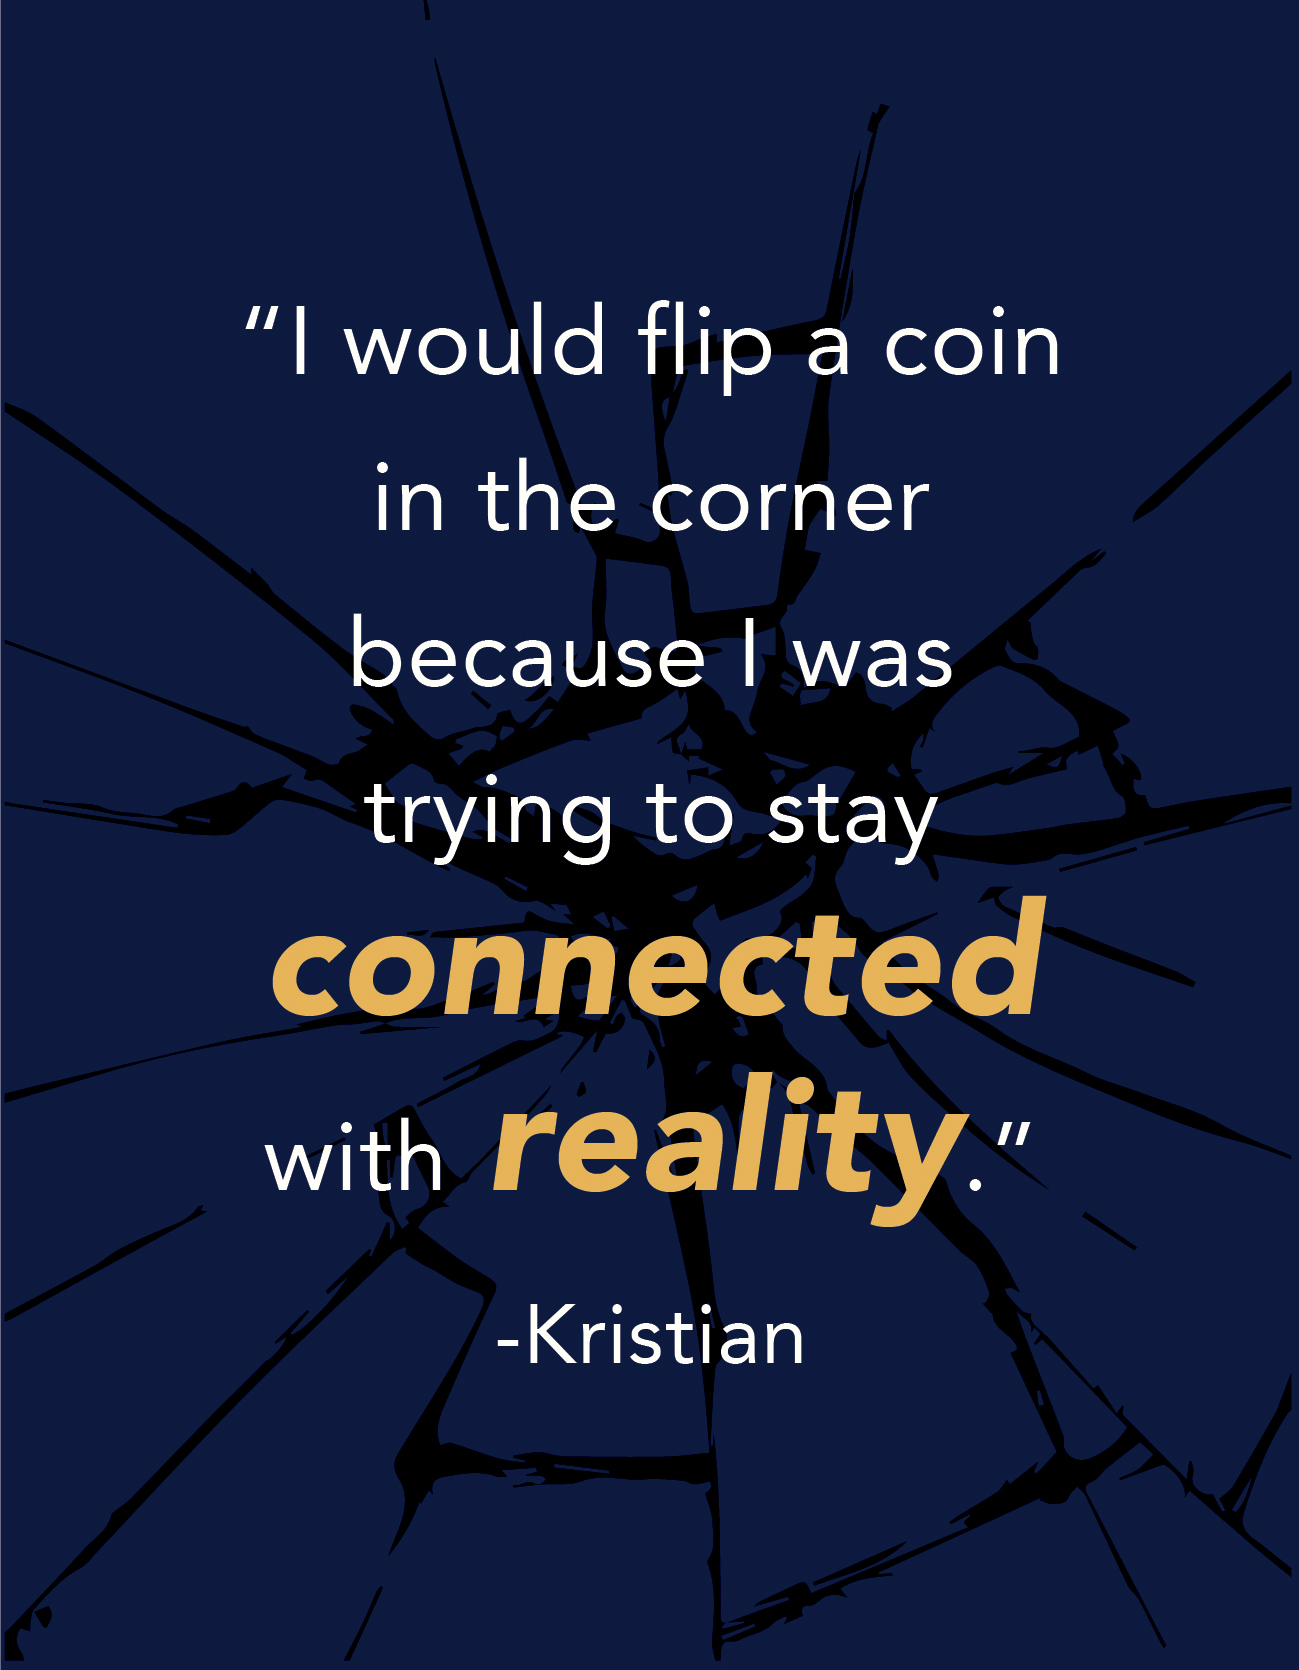 “I would flip a coin
in the corner
because I was
trying to stay
connected
with reality.”
-Kristian